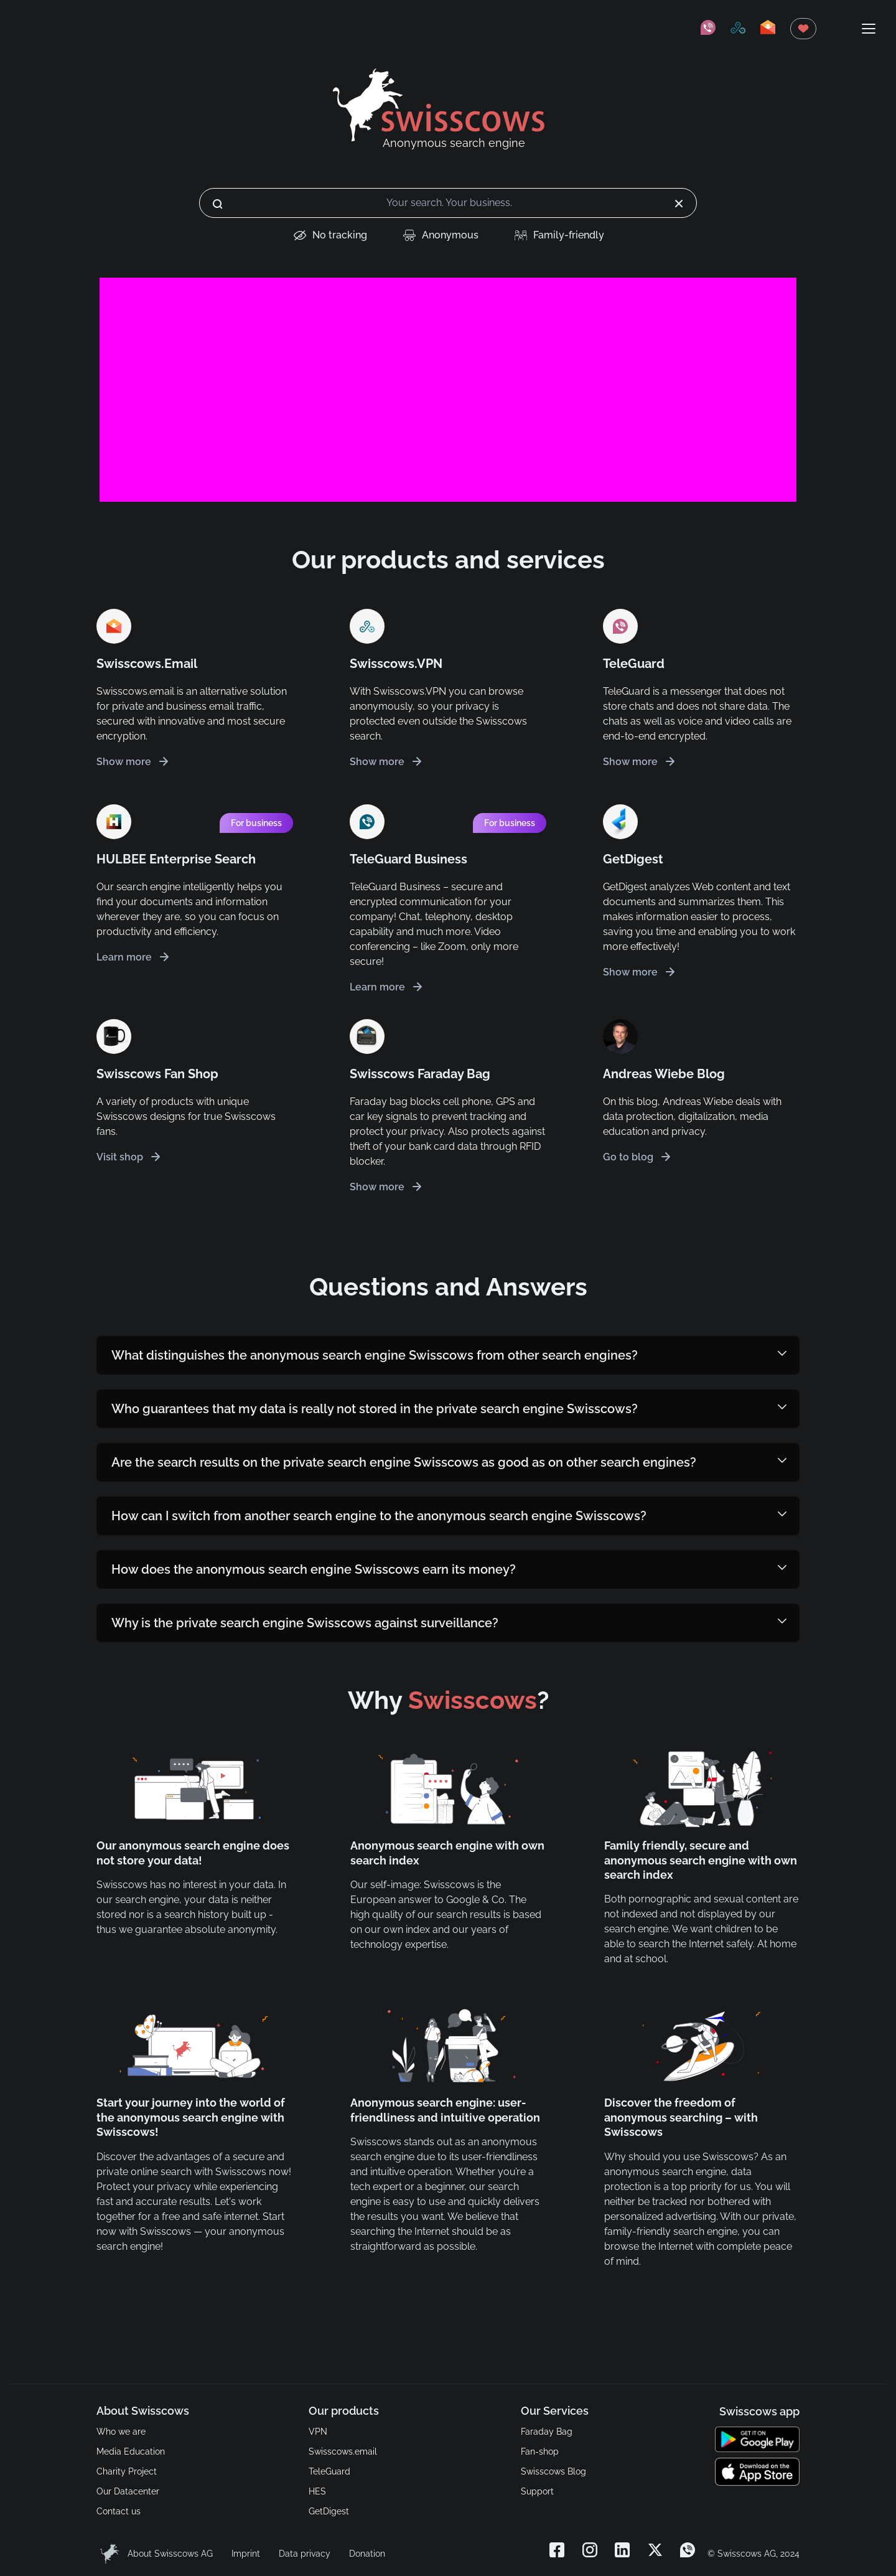 swisscows
Anonymous search engine
Your search. Your business.
No tracking
Anonymous
Family-friendly
Our products and services
Swisscows.Email
Swisscows.email is an alternative solution
for private and business email traffic,
secured with innovative and most secure
encryption.
Show more
Swisscows.VPN
With Swisscows.VPN you can browse
anonymously, so your privacy is
protected even outside the Swisscows
search.
Show more
TeleGuard
TeleGuard is a messenger that does not
store chats and does not share data. The
chats as well as voice and video calls are
end-to-end encrypted.
Show more
For business
HULBEE Enterprise Search
Our search engine intelligently helps you
find your documents and information
wherever they are, so you can focus on
productivity and efficiency.
Learn more
For business
TeleGuard Business
TeleGuard Business – secure and
encrypted communication for your
company! Chat, telephony, desktop
capability and much more. Video
conferencing – like Zoom, only more
secure!
Learn more
GetDigest
GetDigest analyzes Web content and text
documents and summarizes them. This
makes information easier to process,
saving you time and enabling you to work
more effectively!
Show more
Swisscows Fan Shop
A variety of products with unique
Swisscows designs for true Swisscows
fans.
Visit shop
Swisscows Faraday Bag
Faraday bag blocks cell phone, GPS and
car key signals to prevent tracking and
protect your privacy. Also protects against
theft of your bank card data through RFID
blocker.
Show more
Andreas Wiebe Blog
On this blog, Andreas Wiebe deals with
data protection, digitalization, media
education and privacy.
Go to blog
Questions and Answers
What distinguishes the anonymous search engine Swisscows from other search engines?
Who guarantees that my data is really not stored in the private search engine Swisscows?
Are the search results on the private search engine Swisscows as good as on other search engines?
How can I switch from another search engine to the anonymous search engine Swisscows?
How does the anonymous search engine Swisscows earn its money?
Why is the private search engine Swisscows against surveillance?
Why Swisscows?
Our anonymous search engine does
not store your data!
Swisscows has no interest in your data. In
our search engine, your data is neither
stored nor is a search history built up -
thus we guarantee absolute anonymity.
Anonymous search engine with own
search index
Our self-image: Swisscows is the
European answer to Google & Co. The
high quality of our search results is based
on our own index and our years of
technology expertise.
Family friendly, secure and
anonymous search engine with own
search index
Both pornographic and sexual content are
not indexed and not displayed by our
search engine. We want children to be
able to search the Internet safely. At home
and at school.
Start your journey into the world of
the anonymous search engine with
Swisscows!
Discover the advantages of a secure and
private online search with Swisscows now!
Protect your privacy while experiencing
fast and accurate results. Let's work
together for a free and safe internet. Start
now with Swisscows — your anonymous
search engine!
Anonymous search engine: user-
friendliness and intuitive operation
Swisscows stands out as an anonymous
search engine due to its user-friendliness
and intuitive operation. Whether you're a
tech expert or a beginner, our search
engine is easy to use and quickly delivers
the results you want. We believe that
searching the Internet should be as
straightforward as possible.
Discover the freedom of
anonymous searching – with
Swisscows
Why should you use Swisscows? As an
anonymous search engine, data
protection is a top priority for us. You will
neither be tracked nor bothered with
personalized advertising. With our private,
family-friendly search engine, you can
browse the Internet with complete peace
of mind.
About Swisscows
Who we are
Media Education
Charity Project
Our Datacenter
Contact us
Our products
VPN
Swisscows.email
TeleGuard
HES
GetDigest
Our Services
Faraday Bag
Fan-shop
Swisscows Blog
Support
Swisscows app
GET IT ON
Google Play
Download on the
App Store
About Swisscows AG
Imprint
Data privacy
Donation
© Swisscows AG, 2024